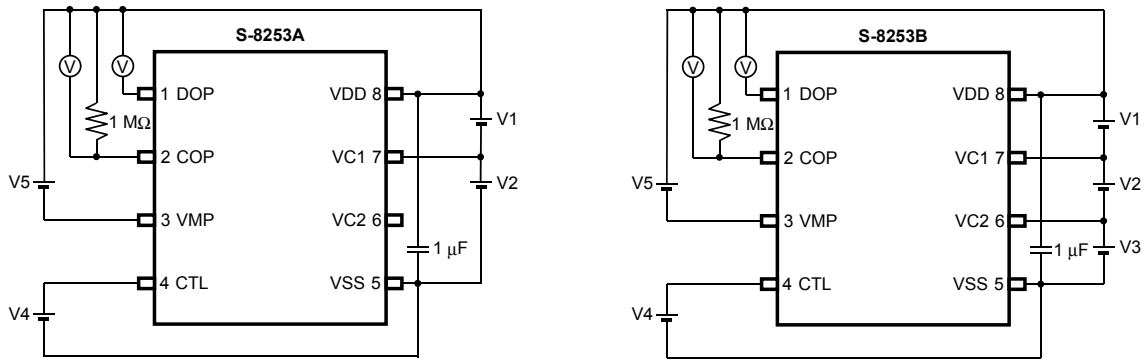 S-8253A
V
V
1 DOP
VDD 8
1 MΩ
V1
2 COP
VC1 7
V5
V2
3 VMP
VC2 6
1 μF
4 CTL
VSS 5
V4
S-8253B
V
V
1 DOP
VDD 8
1 MΩ
V1
2 COP
VC1 7
V5
V2
3 VMP
VC2 6
1 μF
V3
4 CTL
VSS 5
V4